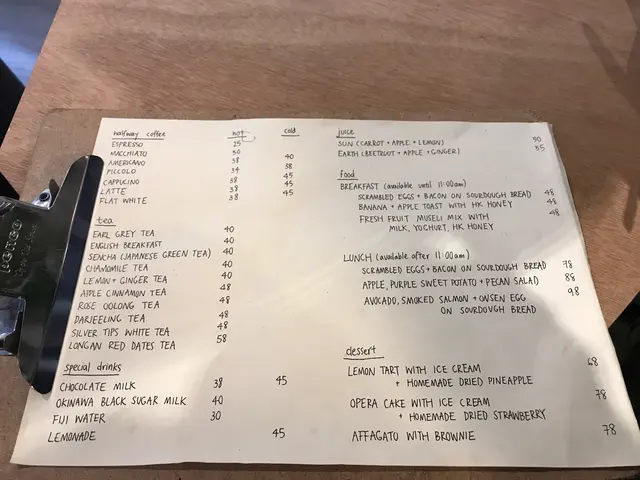 halfway coffee hot cold
ESPRESSO 25
MACCHIATO 30
AMERICANO 38 40
PICCOLO 34 38
CAPPUCINO 38 45
LATTE 38 45
FLAT WHITE 38 45
tea
EARL GREY TEA 40
ENGLISH BREAKFAST 40
SENCHA (JAPANESE GREEN TEA) 40
CHAMOMILE TEA 40
LEMON + GINGER TEA 40
APPLE CINNAMON TEA 48
ROSE OOLONG TEA 48
DARJEELING TEA 48
SILVER TIPS WHITE TEA 48
LONGAN RED DATES TEA 58
special drinks
CHOCOLATE MILK 38 45
OKINAWA BLACK SUGAR MILK 40
FIJI WATER 30
LEMONADE 45
juice
SUN (CARROT + APPLE + LEMON) 50
EARTH (BEETROOT + APPLE + GINGER) 55
food
BREAKFAST (available until 11:00am)
SCRAMBLED EGGS + BACON ON SOURDOUGH BREAD 48
BANANA + APPLE TOAST WITH HK HONEY 48
FRESH FRUIT MUSELI MIX WITH 48
MILK, YOGHURT, HK HONEY
LUNCH (available after 11:00am)
SCRAMBLED EGGS + BACON ON SOURDOUGH BREAD 78
APPLE, PURPLE SWEET POTATO + PECAN SALAD 88
AVOCADO, SMOKED SALMON + ONSEN EGG 98
ON SOURDOUGH BREAD
dessert
LEMON TART WITH ICE CREAM 68
+ HOMEMADE DRIED PINEAPPLE
OPERA CAKE WITH ICE CREAM 78
+ HOMEMADE DRIED STRAWBERRY
AFFAGATO WITH BROWNIE 78